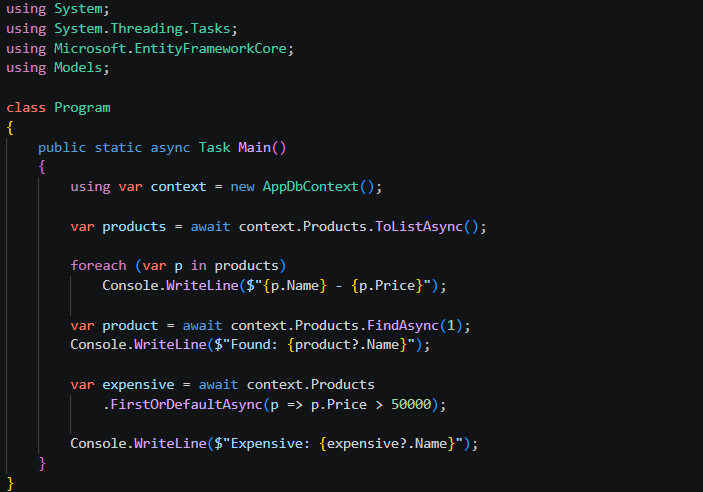 using System;
using System.Threading.Tasks;
using Microsoft.EntityFrameworkCore;
using Models;

class Program
{
    public static async Task Main()
    {
        using var context = new AppDbContext();

        var products = await context.Products.ToListAsync();

        foreach (var p in products)
            Console.WriteLine($"{p.Name} - {p.Price}");

        var product = await context.Products.FindAsync(1);
        Console.WriteLine($"Found: {product?.Name}");

        var expensive = await context.Products
            .FirstOrDefaultAsync(p => p.Price > 50000);

        Console.WriteLine($"Expensive: {expensive?.Name}");
    }
}